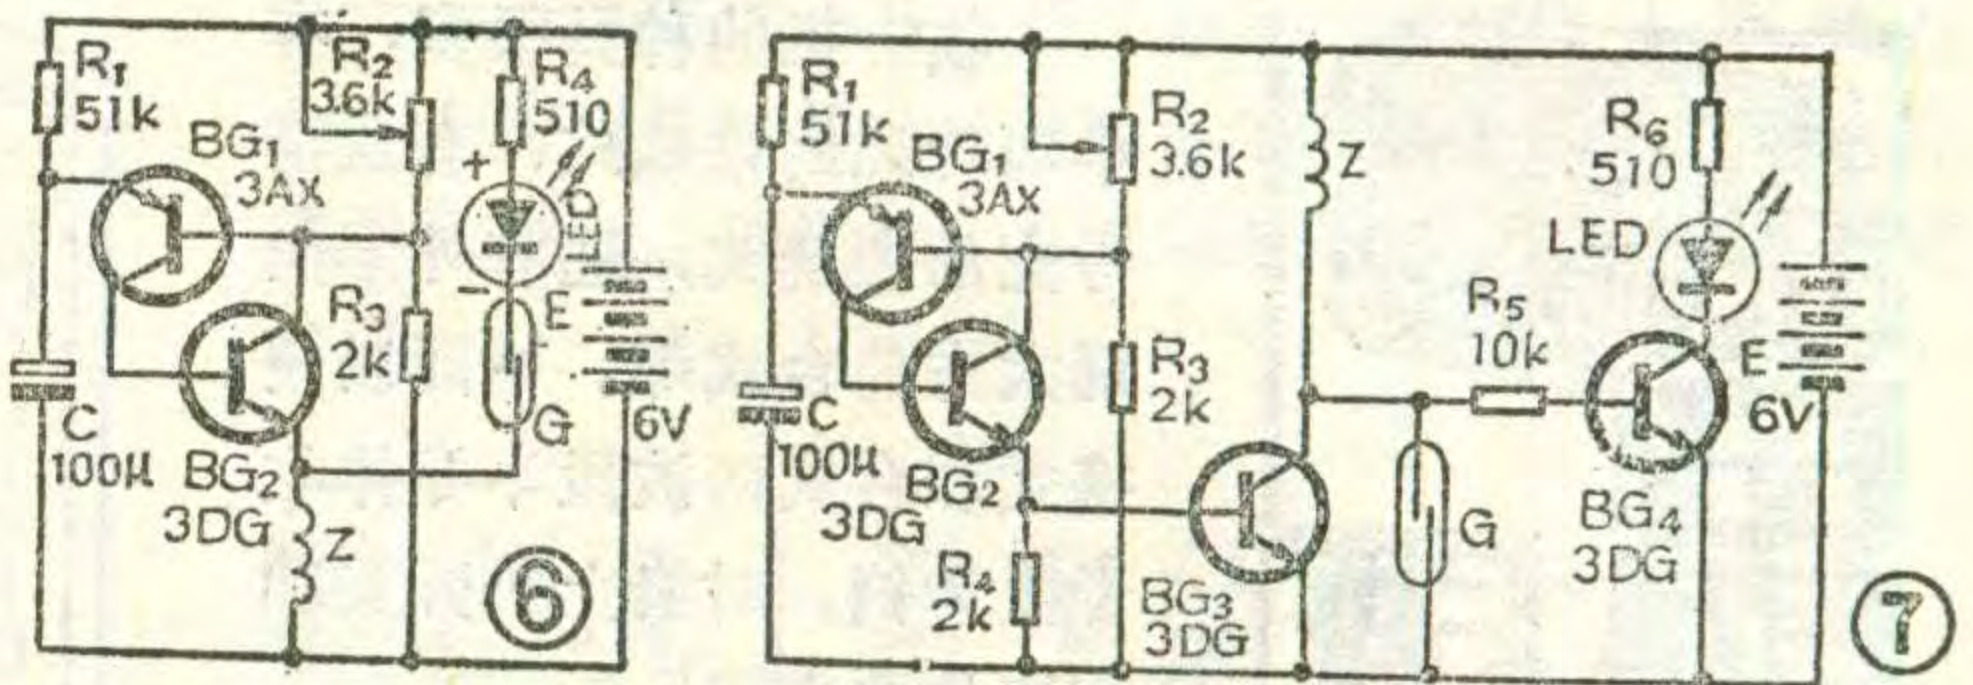 R₁
51k
BG₁
3AX
R₂
3.6k
R₄
510
+
LED
-
R₃
2k
E
6V
G
C
100μ
BG₂
3DG
Z
⑥
R₁
51k
BG₁
3AX
R₂
3.6k
Z
R₆
510
LED
R₅
10k
E
6V
R₃
2k
C
100μ
BG₂
3DG
R₄
2k
BG₃
3DG
G
BG₄
3DG
⑦